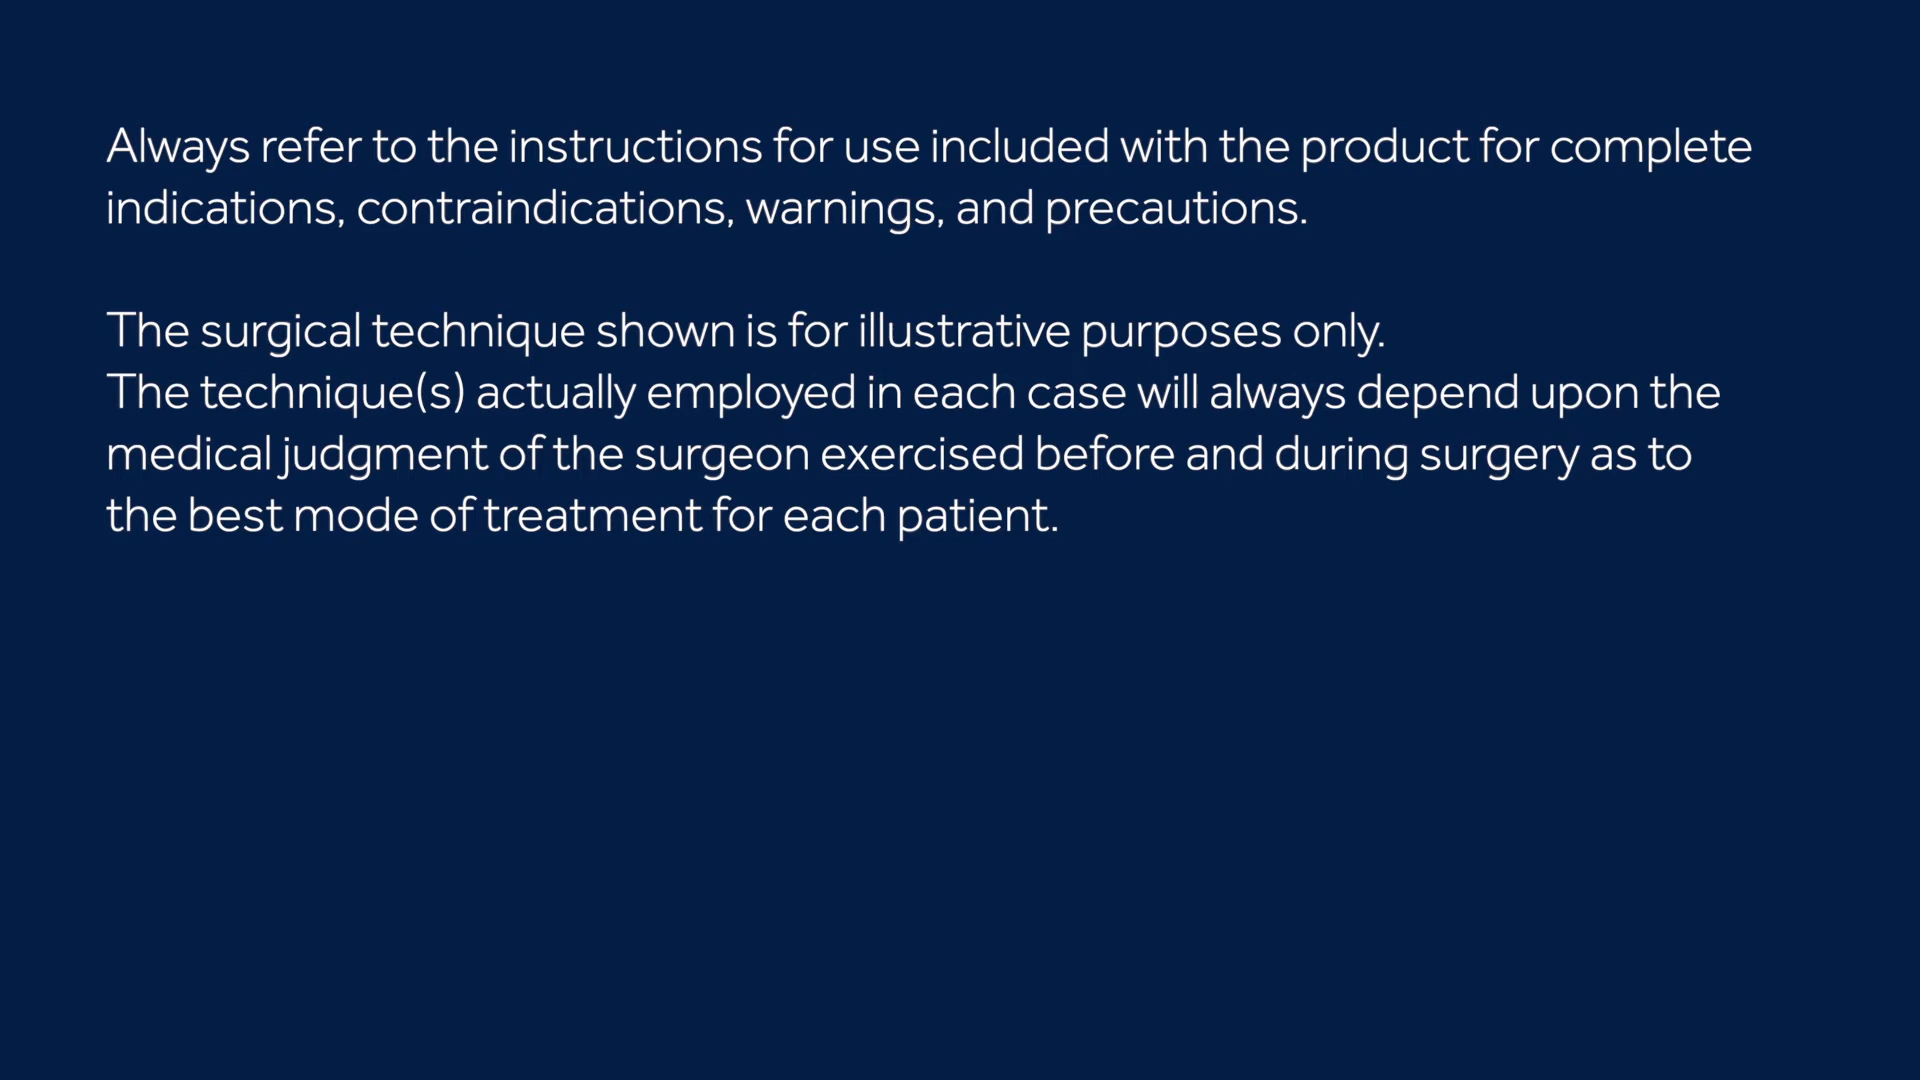 Always refer to the instructions for use included with the product for complete
indications, contraindications, warnings, and precautions.
The surgical technique shown is for illustrative purposes only.
The technique(s) actually employed in each case will always depend upon the
medical judgment of the surgeon exercised before and during surgery as to
the best mode of treatment for each patient.